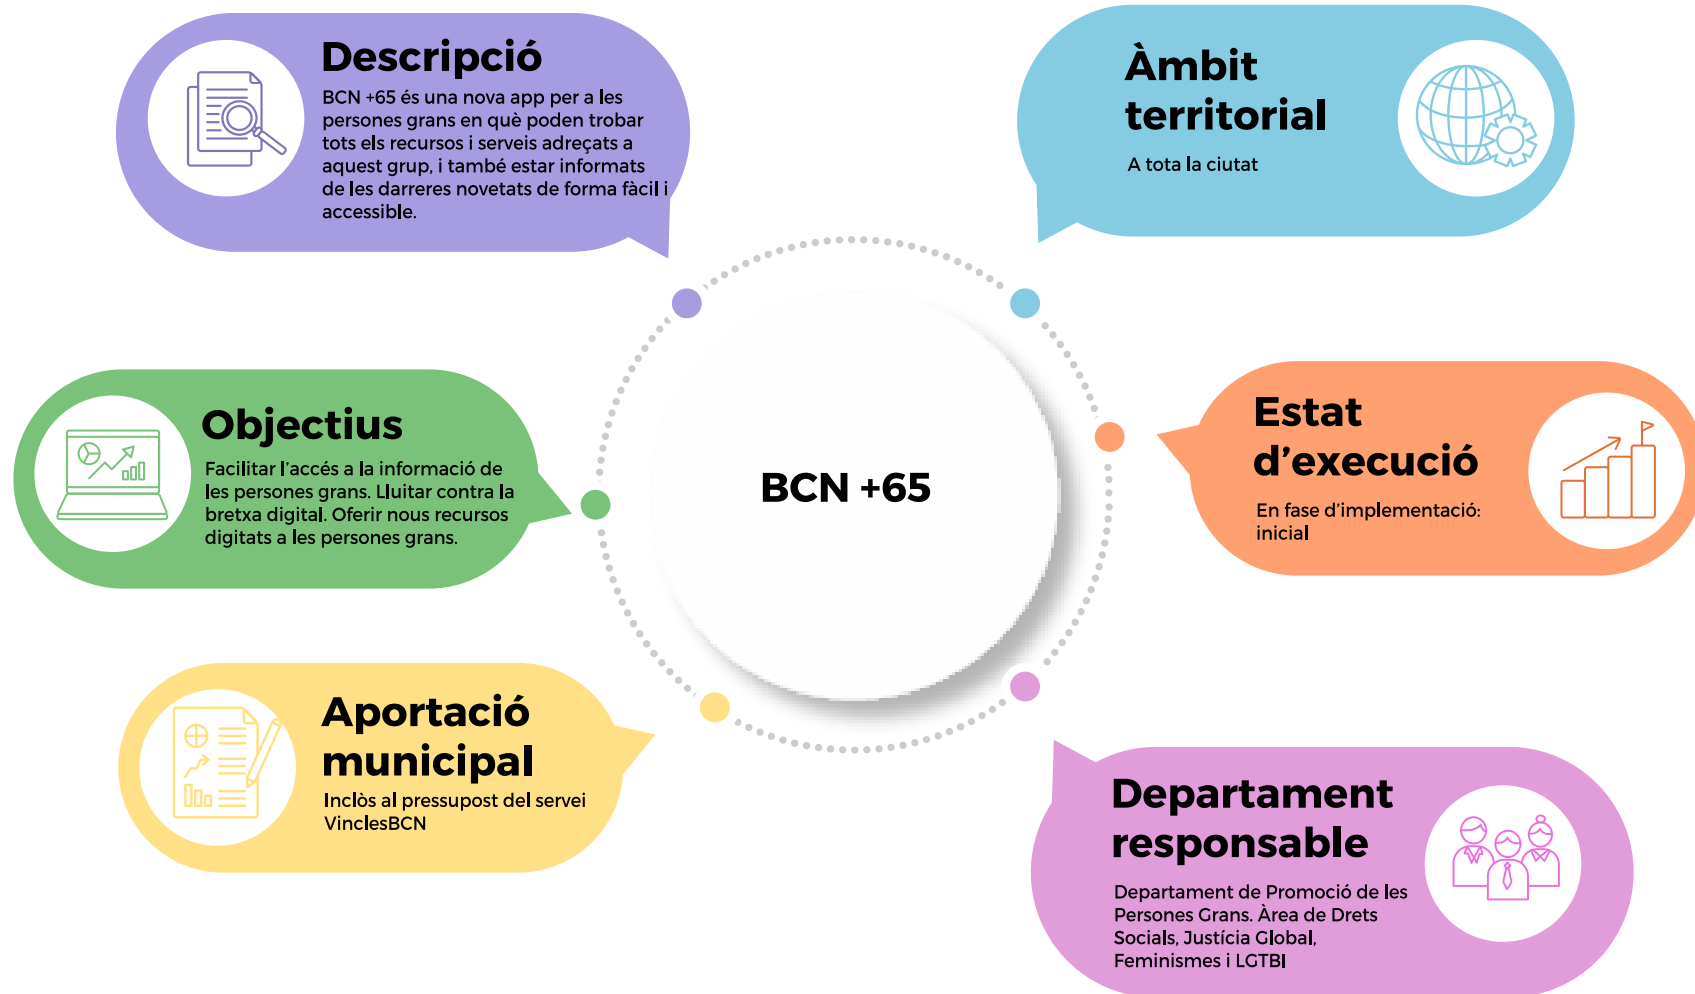 Descripció
BCN +65 és una nova app per a les
persones grans en què poden trobar
tots els recursos i serveis adreçats a
aquest grup, i també estar informats
de les darreres novetats de forma fàcil i
accessible.
Àmbit
territorial
A tota la ciutat
Objectius
Facilitar l'accés a la informació de
les persones grans. Lluitar contra la
bretxa digital. Oferir nous recursos
digitats a les persones grans.
BCN +65
Estat
d'execució
En fase d'implementació:
inicial
Aportació
municipal
Inclòs al pressupost del servei
VinclesBCN
Departament
responsable
Departament de Promoció de les
Persones Grans. Àrea de Drets
Socials, Justícia Global,
Feminismes i LGTBI